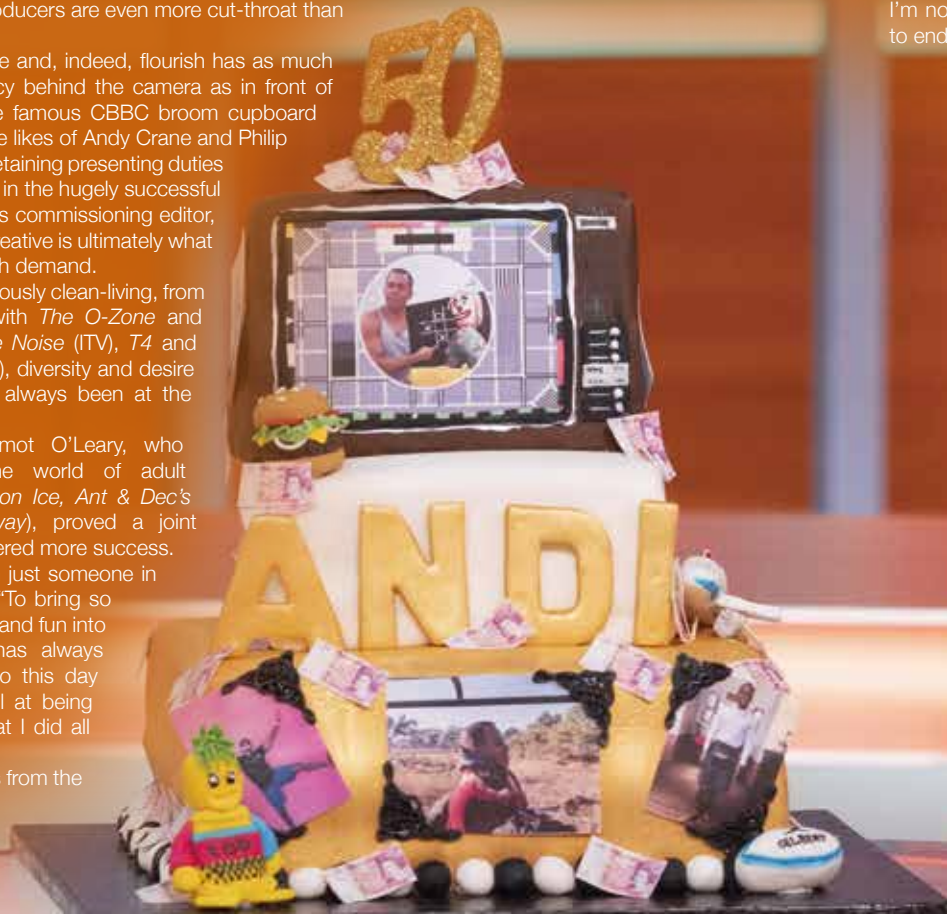 oducers are even more cut-throat than
e and, indeed, flourish has as much
cy behind the camera as in front of
e famous CBBC broom cupboard
e likes of Andy Crane and Philip
etaining presenting duties
in the hugely successful
s commissioning editor,
eative is ultimately what
h demand.
ously clean-living, from
with The O-Zone and
e Noise (ITV), T4 and
), diversity and desire
always been at the
mot O'Leary, who
ne world of adult
on Ice, Ant & Dec's
vay), proved a joint
ered more success.
just someone in
"To bring so
and fun into
has always
o this day
l at being
at I did all
s from the
I'm no
to end
50
ANDI
GILBERT